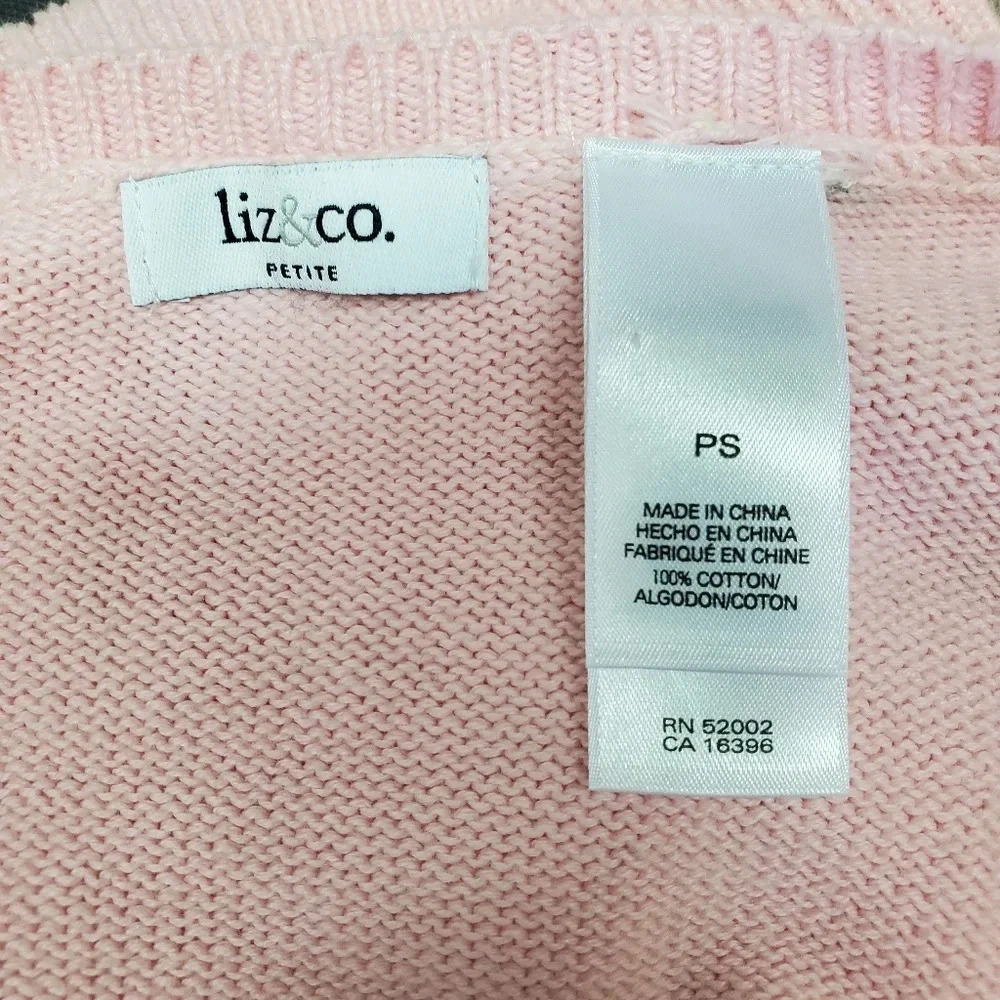 liz&co.
PETITE
PS
MADE IN CHINA
HECHO EN CHINA
FABRIQUÉ EN CHINE
100% COTTON/
ALGODON/COTON
RN 52002
CA 16396